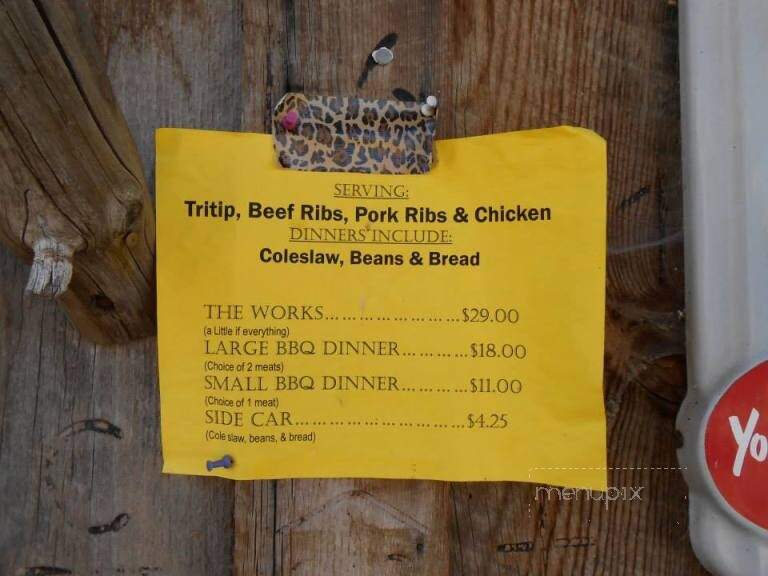 SERVING:
Tritip, Beef Ribs, Pork Ribs & Chicken
DINNERS INCLUDE:
Coleslaw, Beans & Bread
THE WORKS... ... ... ... ... ... ... ...$29.00
(a Little if everything)
LARGE BBQ DINNER... ... ... ...$18.00
(Choice of 2 meats)
SMALL BBQ DINNER... ... ... ...$11.00
(Choice of 1 meat)
SIDE CAR... ... ... ... ... ... ... ... ... ...$4.25
(Cole slaw, beans, & bread)
Yo
menupix